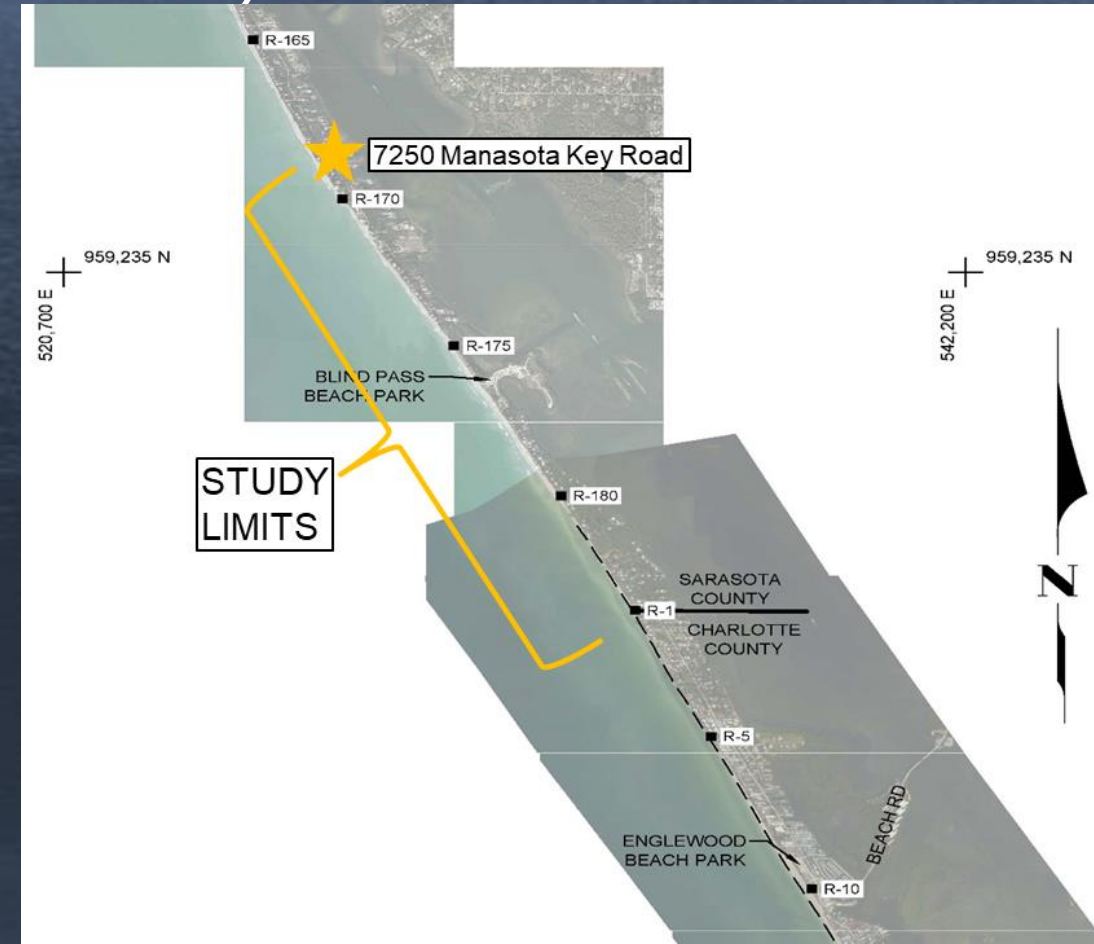 R-165
7250 Manasota Key Road
R-170
959,235 N
959,235 N
520,700 E
542,200 E
R-175
BLIND PASS
BEACH PARK
STUDY
LIMITS
R-180
N
SARASOTA
COUNTY
R-1
CHARLOTTE
COUNTY
R-5
BEACH RD
ENGLEWOOD
BEACH PARK
R-10